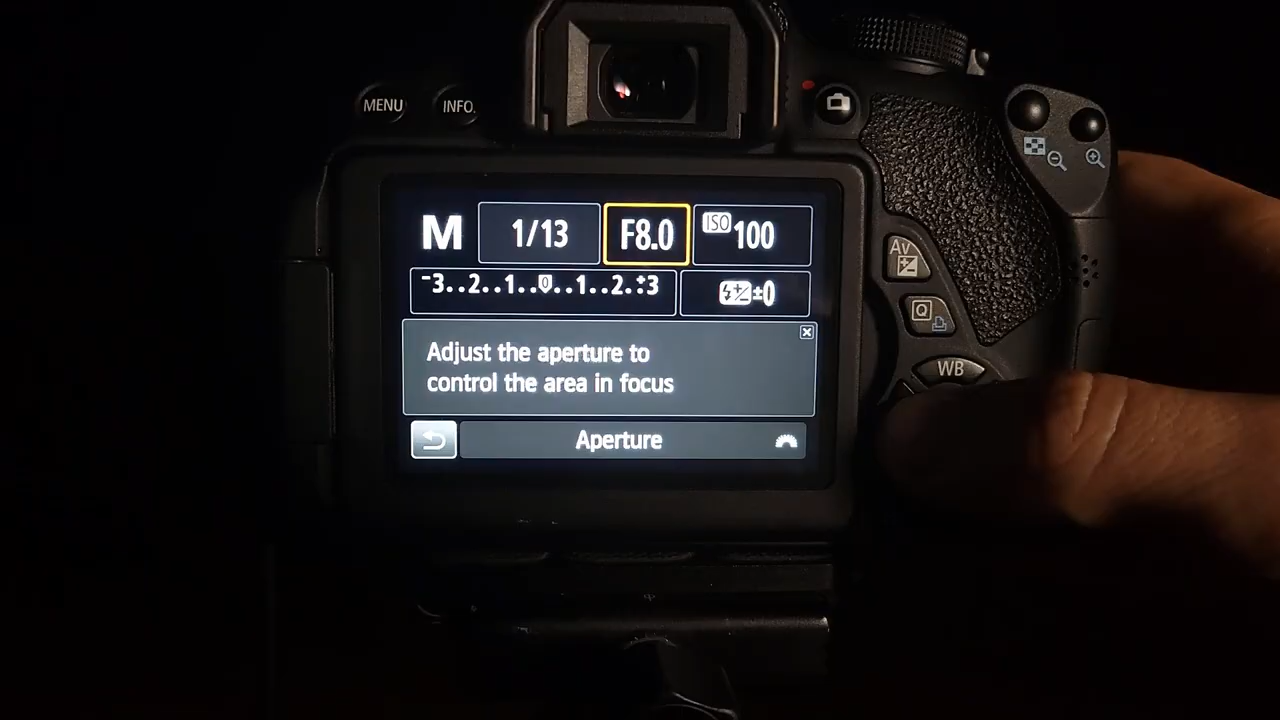 MENU
INFO.
M
1/13
F8.0
ISO 100
-3..2..1..0..1..2.:+3
±0
Adjust the aperture to
control the area in focus
Aperture
Av
Q
WB